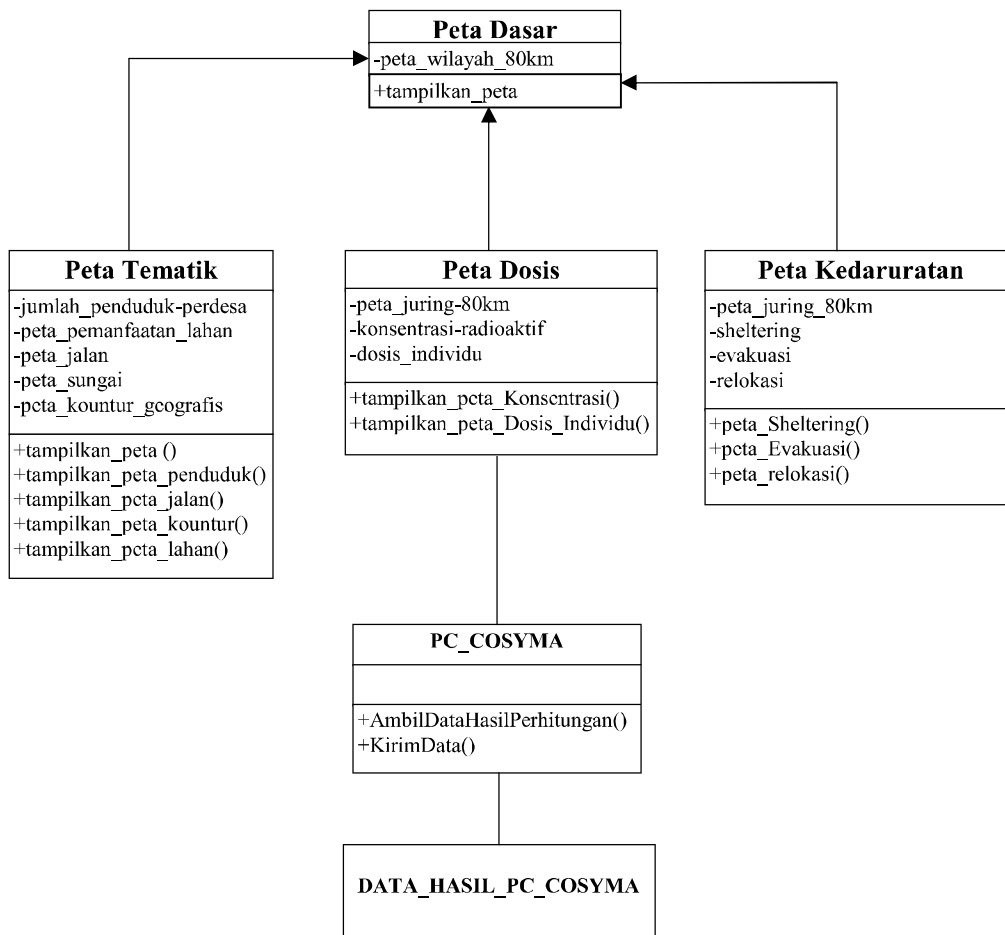 Peta Dasar
-peta_wilayah_80km
+tampilkan_peta
Peta Tematik
-jumlah_penduduk-perdesa
-peta_pemanfaatan_lahan
-peta_jalan
-peta_sungai
-peta_kountur_geografis
+tampilkan_peta ()
+tampilkan_peta_penduduk()
+tampilkan_peta_jalan()
+tampilkan_peta_kountur()
+tampilkan_peta_lahan()
Peta Dosis
-peta_juring-80km
-konsentrasi-radioaktif
-dosis_individu
+tampilkan_peta_Konsentrasi()
+tampilkan_peta_Dosis_Individu()
Peta Kedaruratan
-peta_juring_80km
-sheltering
-evakuasi
-relokasi
+peta_Sheltering()
+peta_Evakuasi()
+peta_relokasi()
PC_COSYMA
+AmbilDataHasilPerhitungan()
+KirimData()
DATA_HASIL_PC_COSYMA